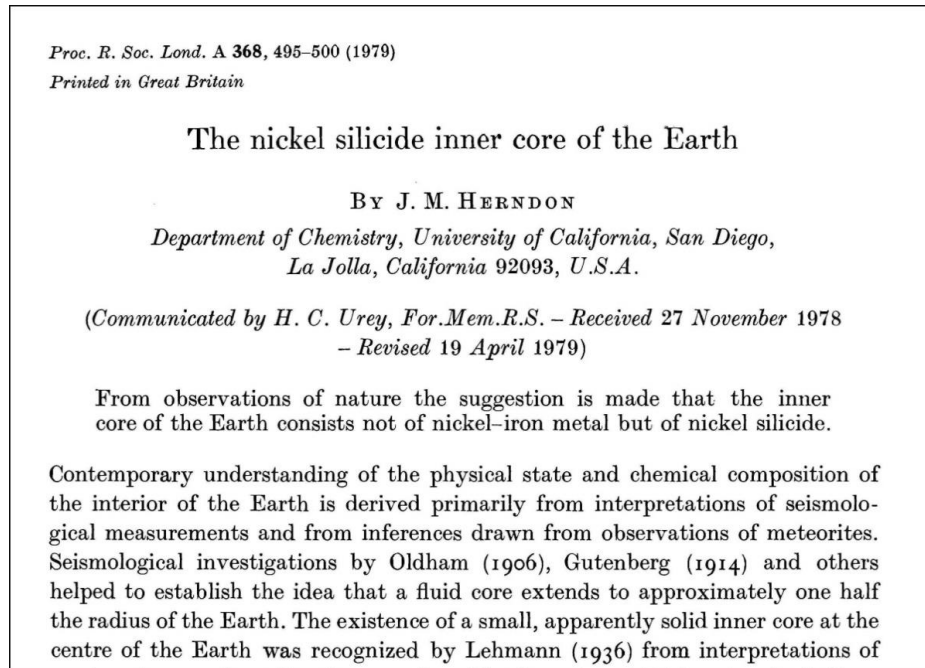 Proc. R. Soc. Lond. A 368, 495–500 (1979)
Printed in Great Britain
The nickel silicide inner core of the Earth
By J. M. Herndon
Department of Chemistry, University of California, San Diego,
La Jolla, California 92093, U.S.A.
(Communicated by H. C. Urey, For.Mem.R.S. – Received 27 November 1978
– Revised 19 April 1979)
From observations of nature the suggestion is made that the inner
core of the Earth consists not of nickel–iron metal but of nickel silicide.
Contemporary understanding of the physical state and chemical composition of
the interior of the Earth is derived primarily from interpretations of seismolo-
gical measurements and from inferences drawn from observations of meteorites.
Seismological investigations by Oldham (1906), Gutenberg (1914) and others
helped to establish the idea that a fluid core extends to approximately one half
the radius of the Earth. The existence of a small, apparently solid inner core at the
centre of the Earth was recognized by Lehmann (1936) from interpretations of